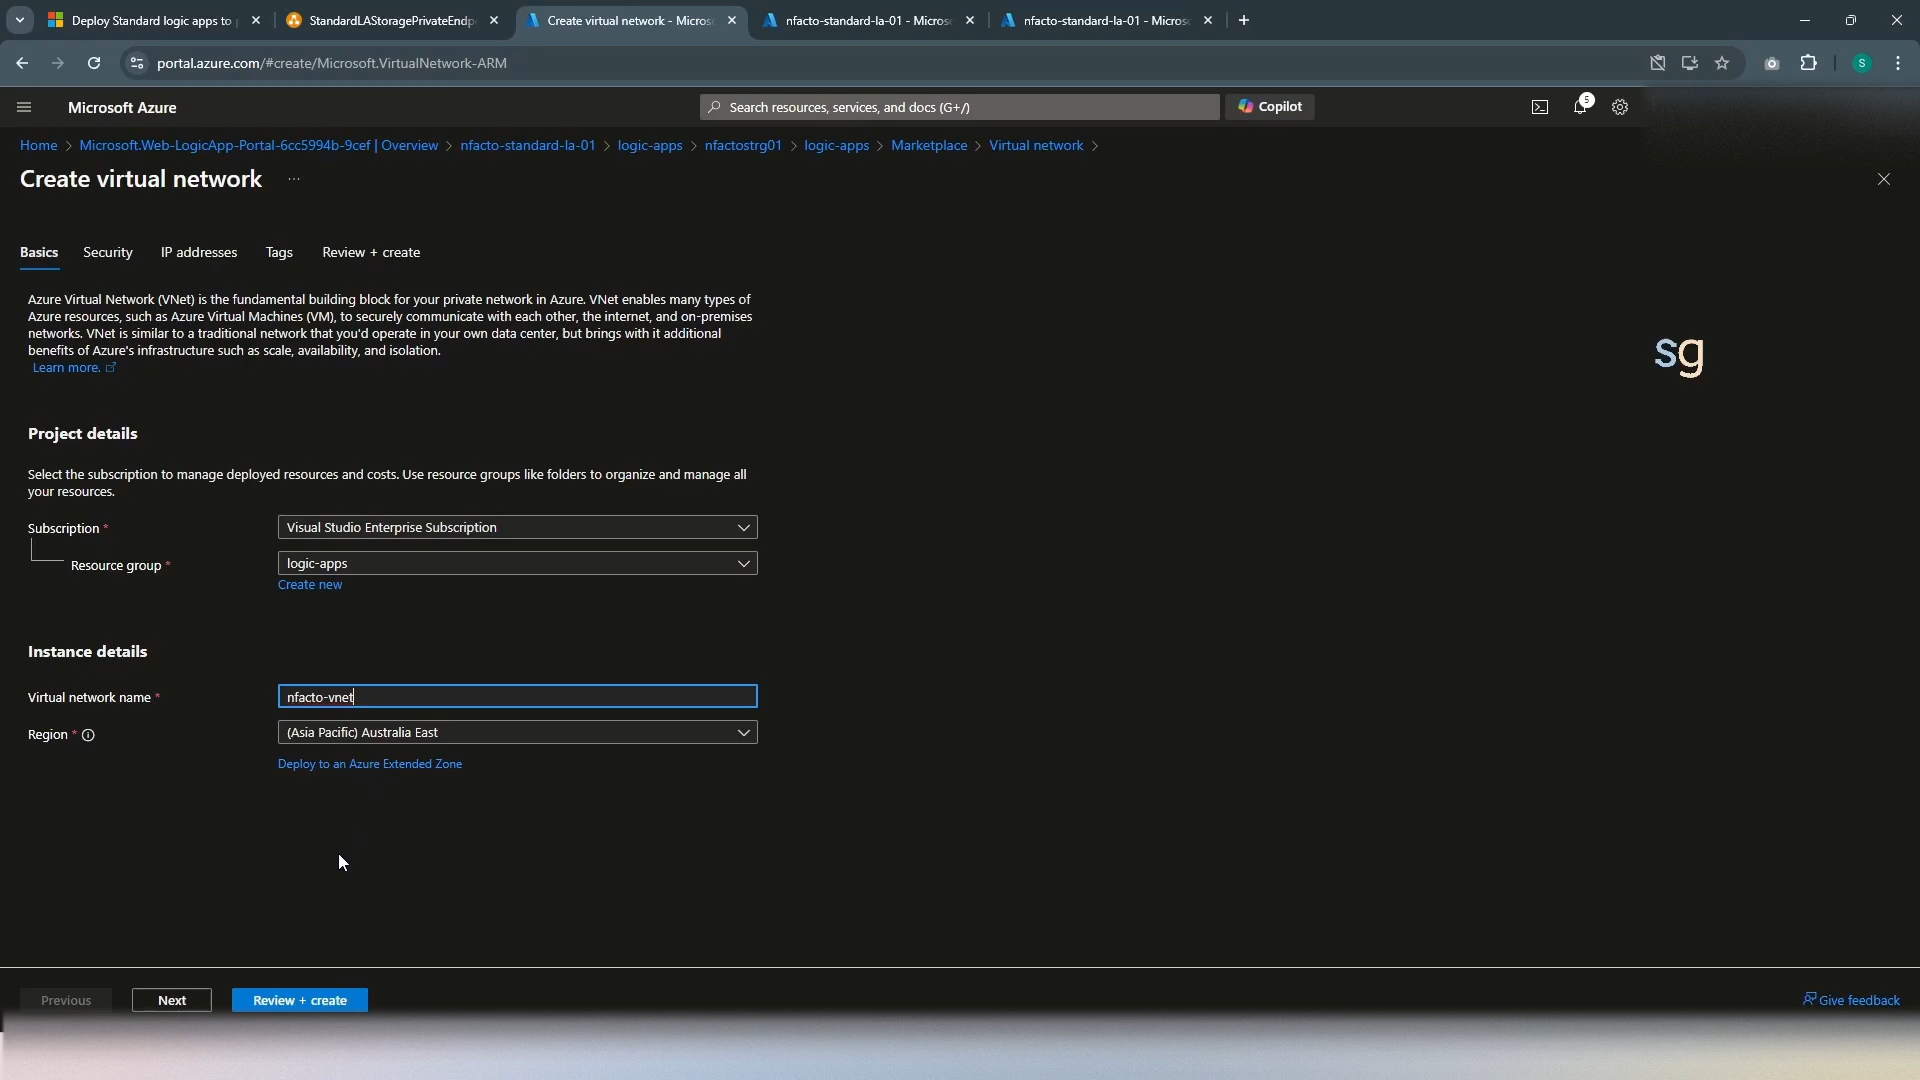 Deploy Standard logic apps to
StandardLAStoragePrivateEndp
Create virtual network - Micros
nfacto-standard-la-01 - Micros
nfacto-standard-la-01 - Micros
portal.azure.com/#create/Microsoft.VirtualNetwork-ARM
S
Microsoft Azure
Search resources, services, and docs (G+/)
Copilot
5
Home > Microsoft.Web-LogicApp-Portal-6cc5994b-9cef | Overview > nfacto-standard-la-01 > logic-apps > nfactostrg01 > logic-apps > Marketplace > Virtual network >
Create virtual network ...
Basics Security IP addresses Tags Review + create
Azure Virtual Network (VNet) is the fundamental building block for your private network in Azure. VNet enables many types of
Azure resources, such as Azure Virtual Machines (VM), to securely communicate with each other, the internet, and on-premises
networks. VNet is similar to a traditional network that you'd operate in your own data center, but brings with it additional
benefits of Azure's infrastructure such as scale, availability, and isolation.
Learn more.
sg
Project details
Select the subscription to manage deployed resources and costs. Use resource groups like folders to organize and manage all
your resources.
Subscription *
Visual Studio Enterprise Subscription
Resource group *
logic-apps
Create new
Instance details
Virtual network name *
nfacto-vnet
Region *
(Asia Pacific) Australia East
Deploy to an Azure Extended Zone
Previous
Next
Review + create
Give feedback